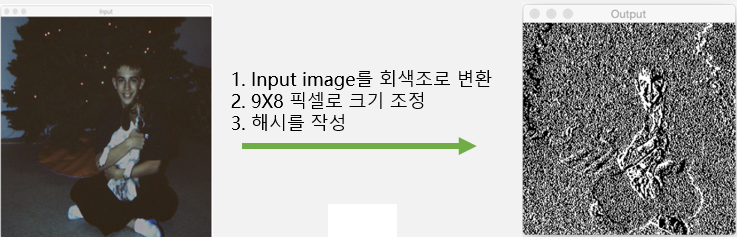 Input
Output
1. Input image를 회색조로 변환
2. 9X8 픽셀로 크기 조정
3. 해시를 작성